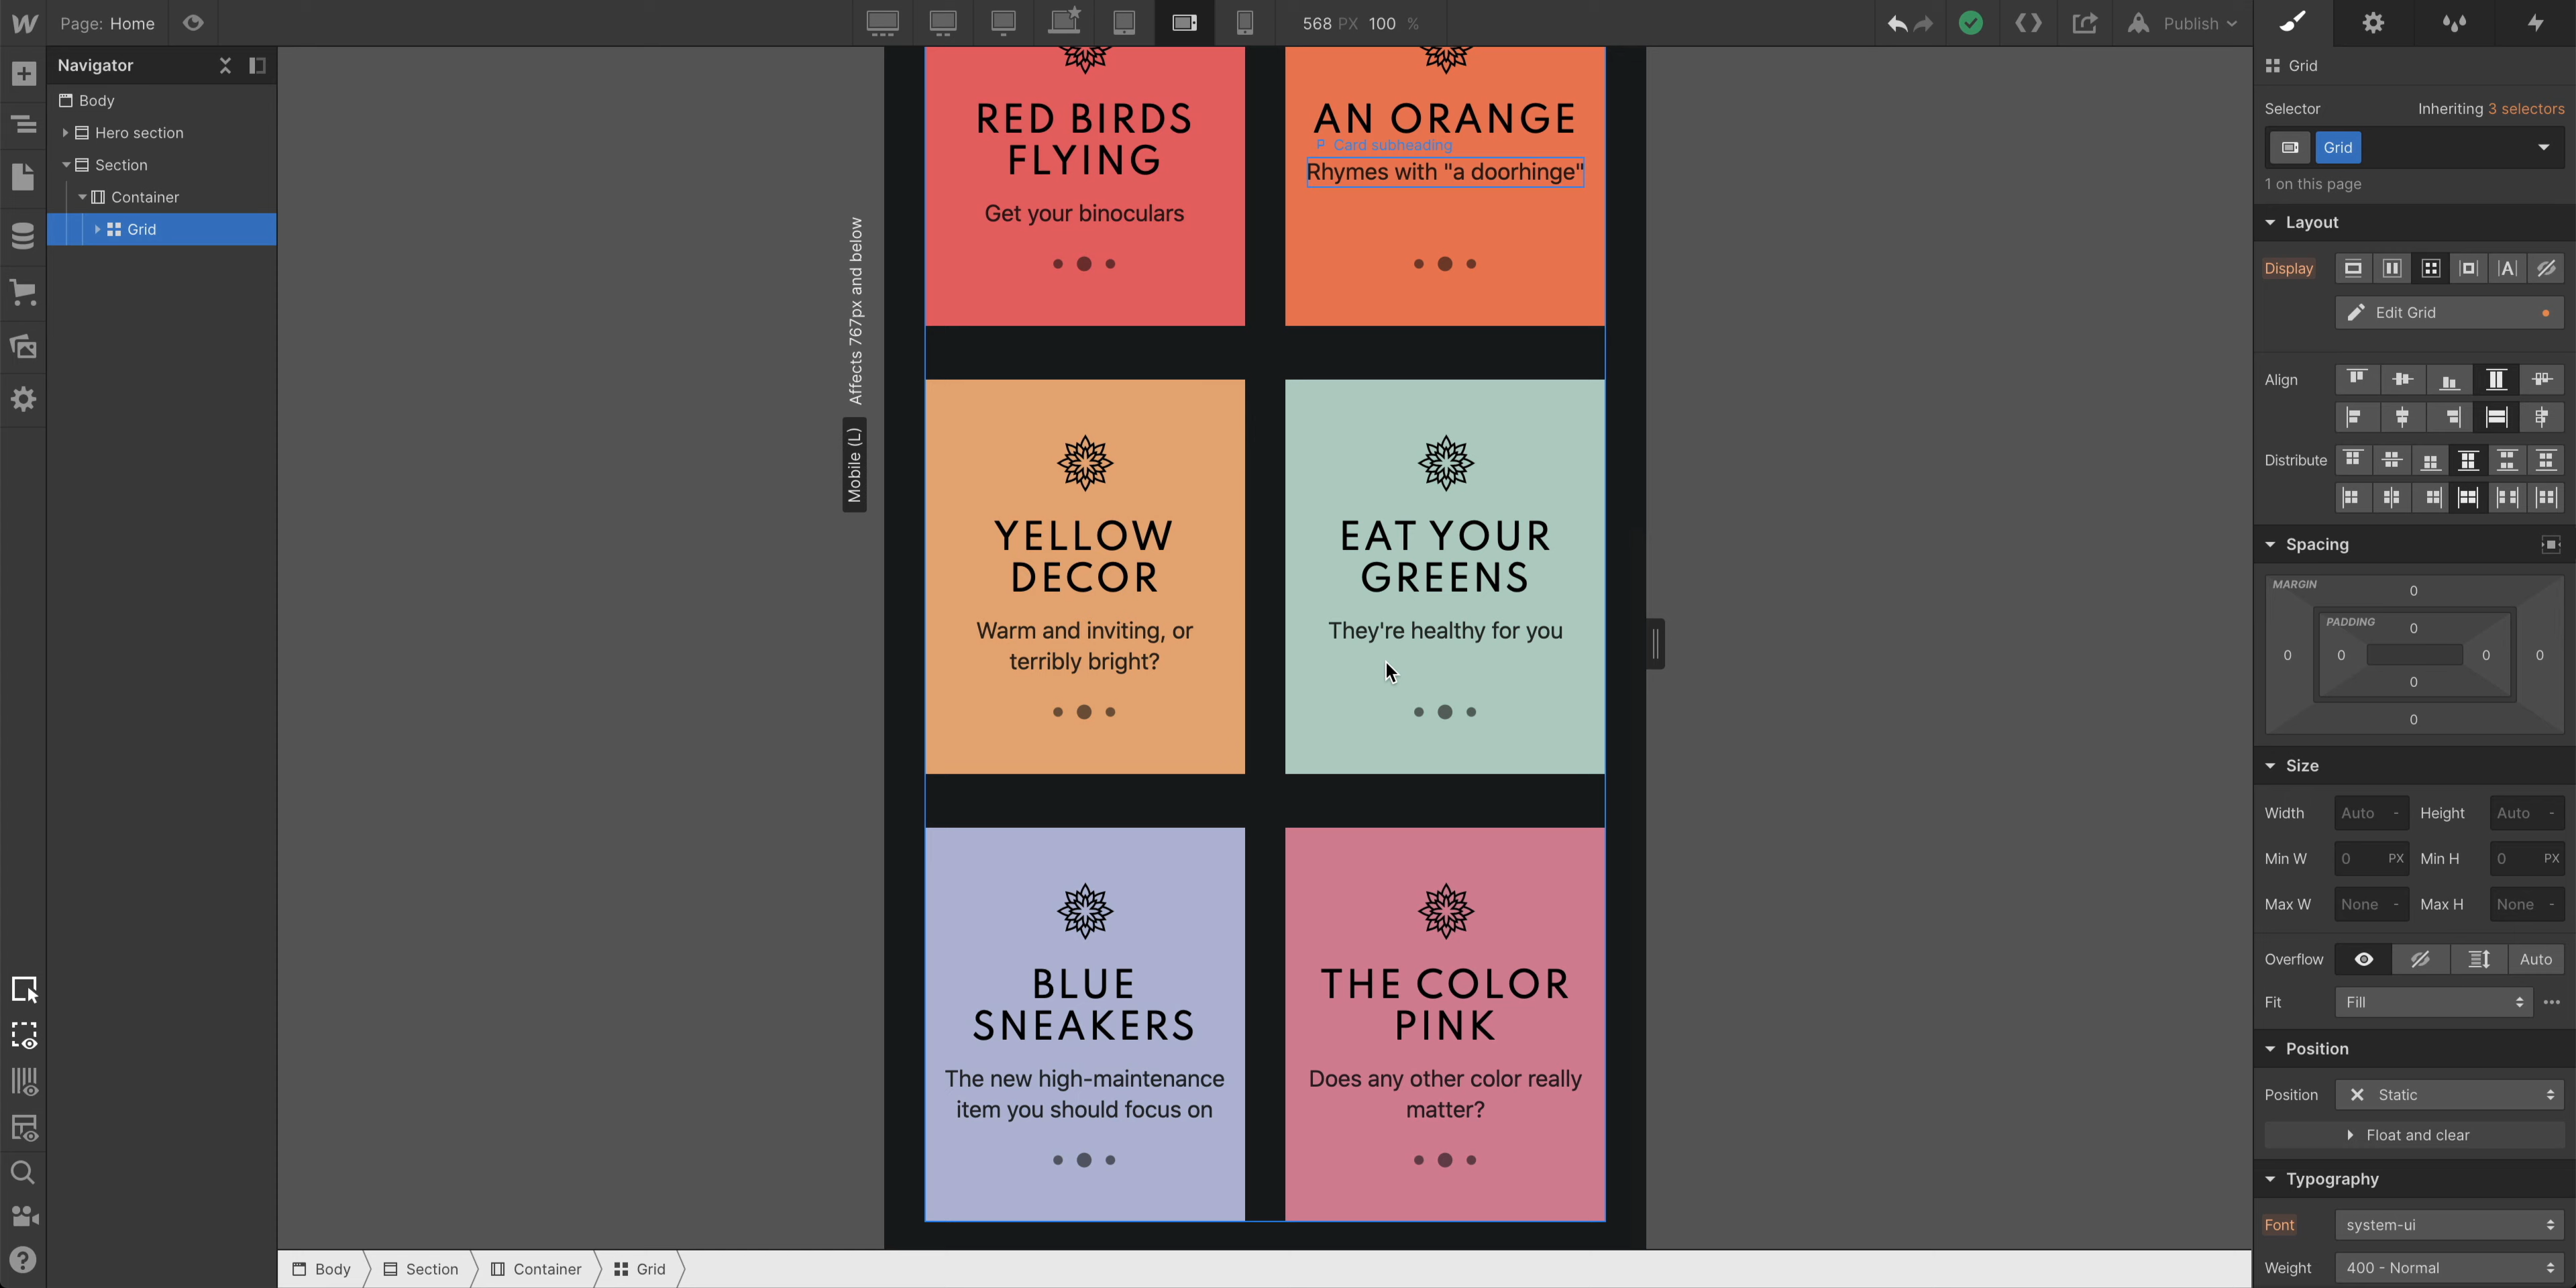 Page: Home
568 PX 100 %
Publish
Navigator
Body
Hero section
Section
Container
Grid
Affects 767px and below
Mobile (L)
RED BIRDS
FLYING
Get your binoculars
AN ORANGE
Card subheading
Rhymes with "a doorhinge"
YELLOW
DECOR
Warm and inviting, or
terribly bright?
EAT YOUR
GREENS
They're healthy for you
BLUE
SNEAKERS
The new high-maintenance
item you should focus on
THE COLOR
PINK
Does any other color really
matter?
Body Section Container Grid
Grid
Selector Inheriting 3 selectors
Grid
1 on this page
Layout
Display
Edit Grid
Align
Distribute
Spacing
MARGIN
0
PADDING
0
0 0 0 0
0
0
Size
Width Auto - Height Auto -
Min W 0 PX Min H 0 PX
Max W None - Max H None -
Overflow Auto
Fit Fill
Position
Position Static
Float and clear
Typography
Font system-ui
Weight 400 - Normal